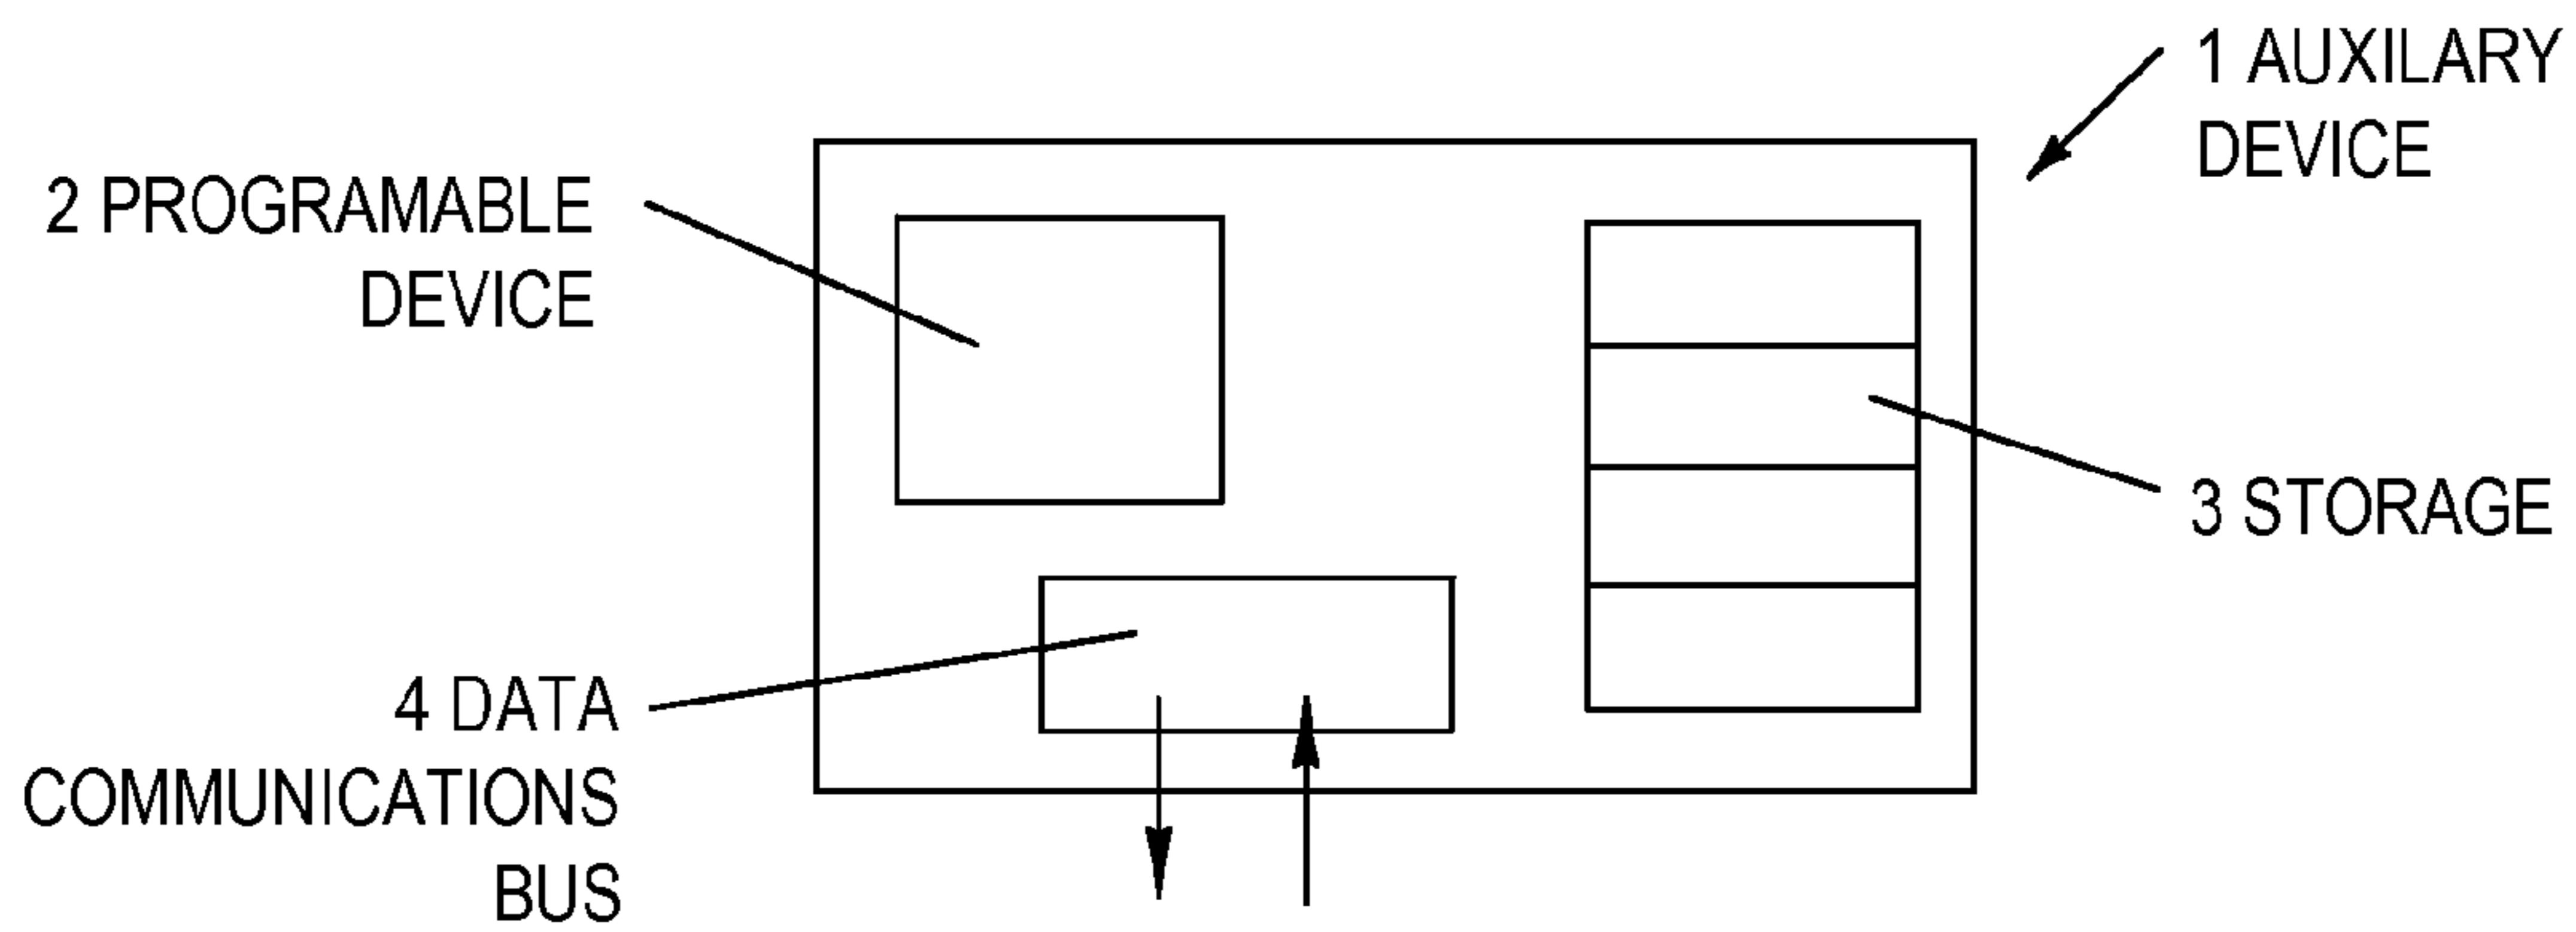 1 AUXILARY
DEVICE
2 PROGRAMABLE
DEVICE
3 STORAGE
4 DATA
COMMUNICATIONS
BUS